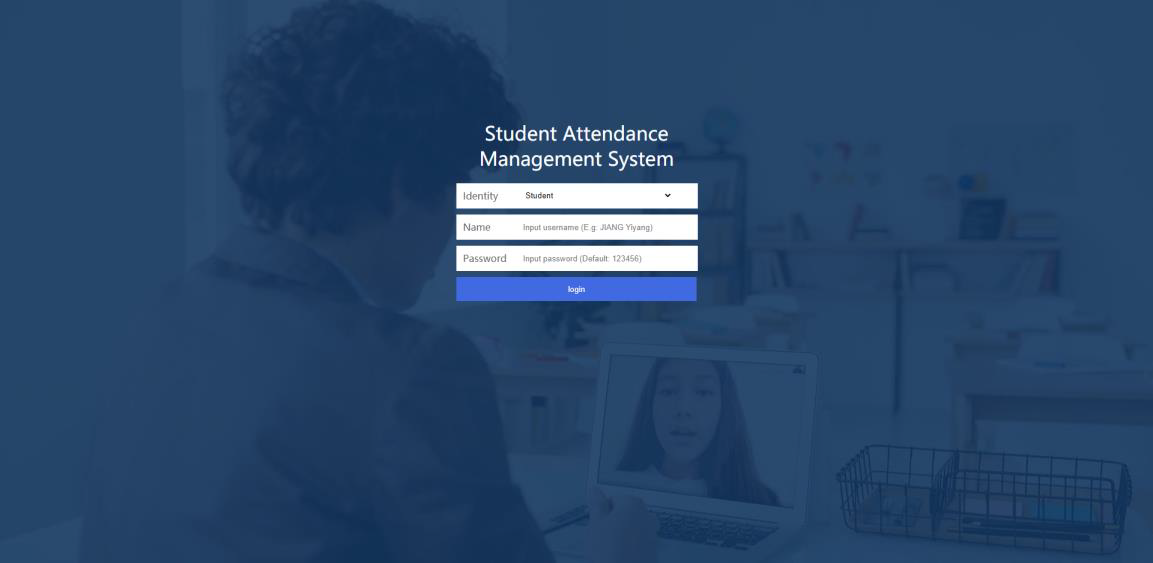 Student Attendance
Management System
Identity Student
Name Input username (E.g: JIANG Yiyang)
Password Input password (Default: 123456)
login